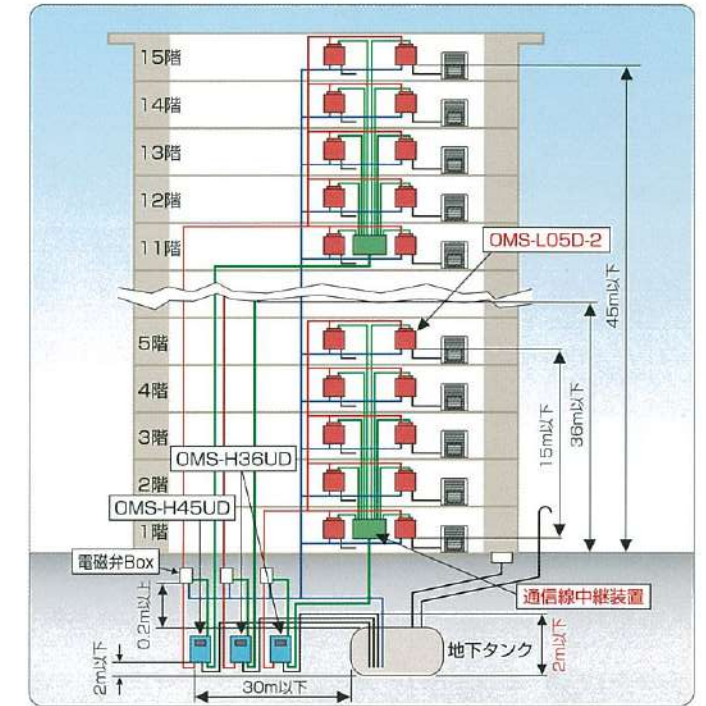 15階
14階
13階
12階
11階
OMS-L05D-2
45m以下
5階
36m以下
4階
15m以下
3階
OMS-H36UD
2階
OMS-H45UD
1階
電磁弁Box
通信線中継装置
0.2m以上
地下タンク
2m以下
2m以下
30m以下